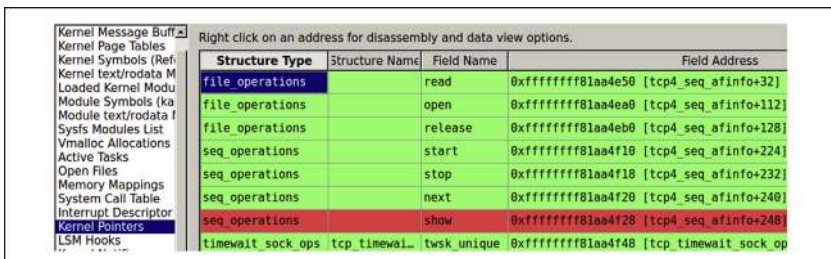 Kernel Message Buff
Kernel Page Tables
Kernel Symbols (Ref
Kernel text/rodata M
Loaded Kernel Modu
Module Symbols (ka
Module text/rodata
Sysfs Modules List
Vmalloc Allocations
Active Tasks
Open Files
Memory Mappings
System Call Table
Interrupt Descriptor
Kernel Pointers
LSM Hooks
Right click on an address for disassembly and data view options.
Structure Type Structure Name Field Name Field Address
file_operations read 0xffffffff81aa4e50 [tcp4_seq_afinfo+32]
file_operations open 0xffffffff81aa4ea0 [tcp4_seq_afinfo+112]
file_operations release 0xffffffff81aa4eb0 [tcp4_seq_afinfo+128]
seq_operations start 0xffffffff81aa4f10 [tcp4_seq_afinfo+224]
seq_operations stop 0xffffffff81aa4f18 [tcp4_seq_afinfo+232]
seq_operations next 0xffffffff81aa4f20 [tcp4_seq_afinfo+240]
seq_operations show 0xffffffff81aa4f28 [tcp4_seq_afinfo+248]
timewait_sock_ops tcp_timewai... twsk_unique 0xffffffff81aa4f48 [tcp_timewait_sock_op